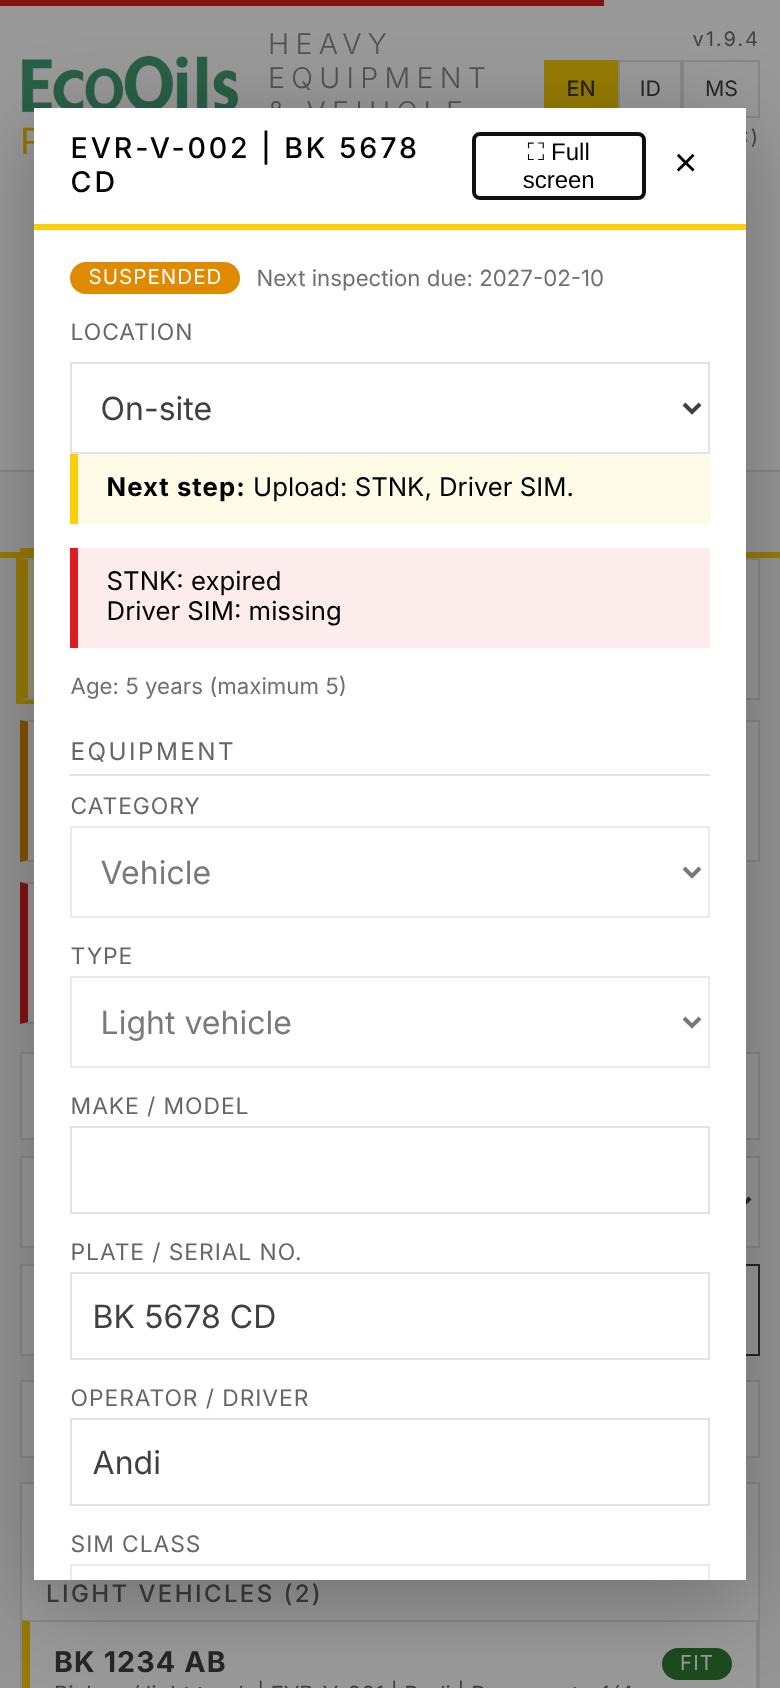 HEAVY
EQUIPMENT
& VEHICLE
v1.9.4
EcoOils
EN
ID
MS
EVR-V-002 | BK 5678 CD
⛶ Full screen
×
SUSPENDED
Next inspection due: 2027-02-10
LOCATION
On-site
Next step: Upload: STNK, Driver SIM.
STNK: expired
Driver SIM: missing
Age: 5 years (maximum 5)
EQUIPMENT
CATEGORY
Vehicle
TYPE
Light vehicle
MAKE / MODEL
PLATE / SERIAL NO.
BK 5678 CD
OPERATOR / DRIVER
Andi
SIM CLASS
LIGHT VEHICLES (2)
BK 1234 AB
FIT